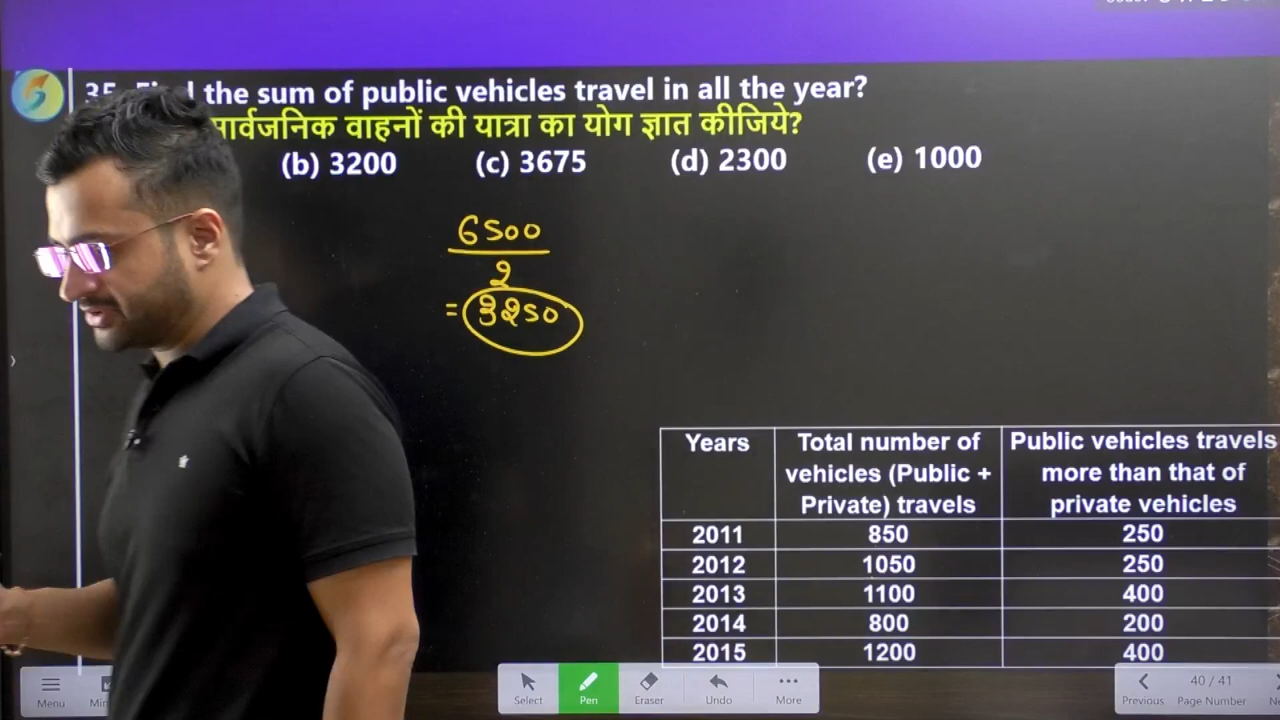 the sum of public vehicles travel in all the year?
सार्वजनिक वाहनों की यात्रा का योग ज्ञात कीजिये?
(b) 3200 (c) 3675 (d) 2300 (e) 1000
6500
2
= 3250
Years Total number of vehicles (Public + Private) travels Public vehicles travels more than that of private vehicles
2011 850 250
2012 1050 250
2013 1100 400
2014 800 200
2015 1200 400
Menu Select Pen Eraser Undo More Previous 40 / 41 Page Number